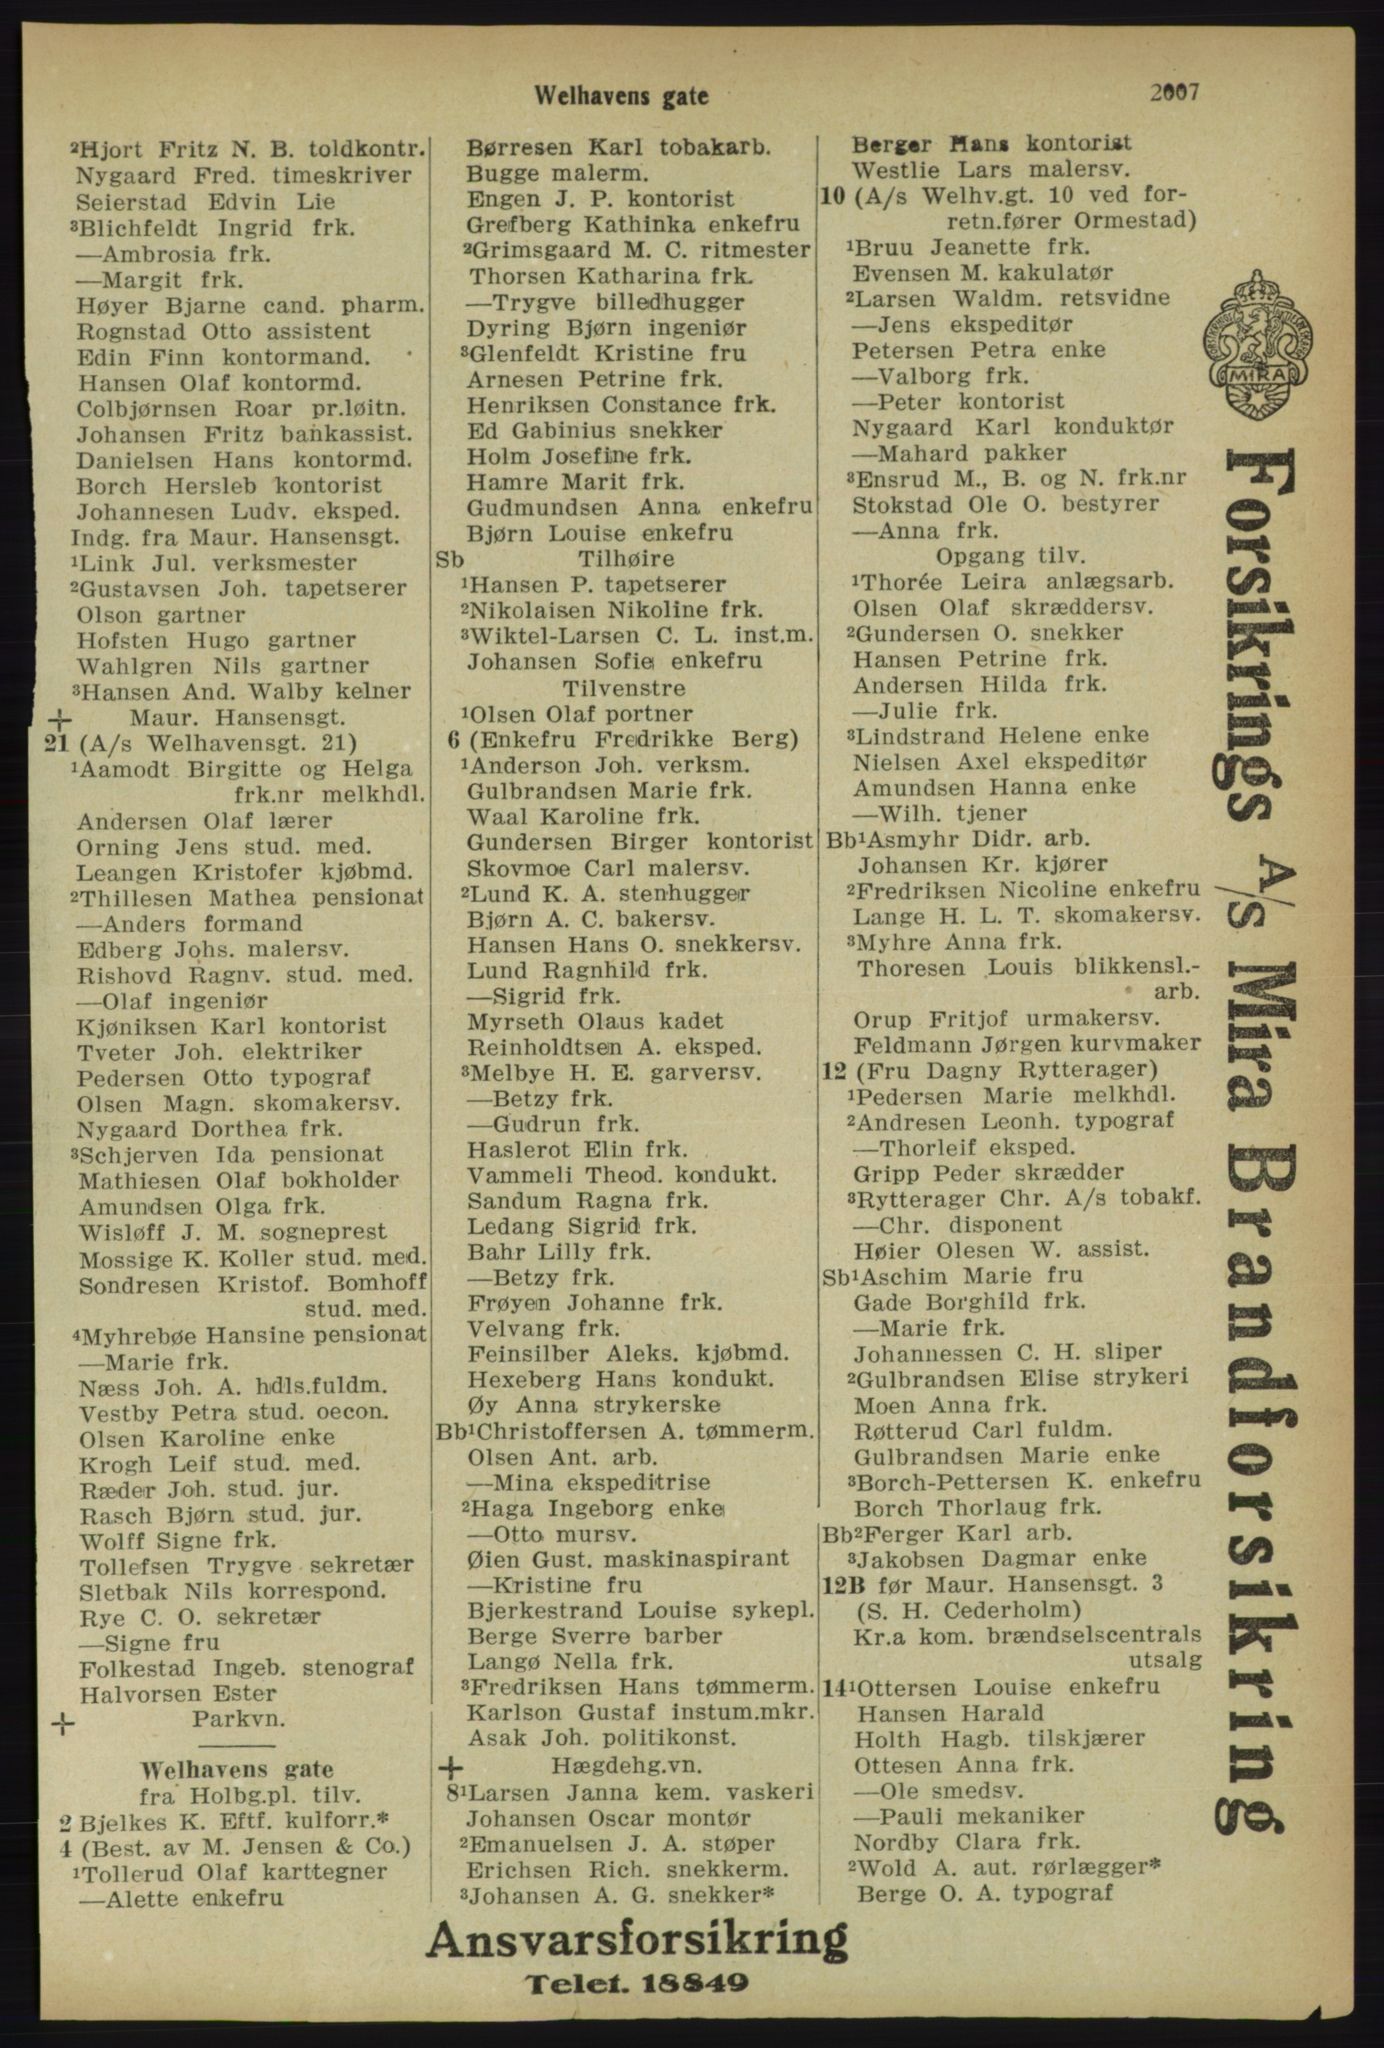 Welhavens gate
2007
²Hjort Fritz N. B. toldkontr.
Nygaard Fred. timeskriver
Seierstad Edvin Lie
³Blichfeldt Ingrid frk.
—Ambrosia frk.
—Margit frk.
Høyer Bjarne cand. pharm.
Rognstad Otto assistent
Edin Finn kontormand.
Hansen Olaf kontormd.
Colbjørnsen Roar pr.løitn.
Johansen Fritz bankassist.
Danielsen Hans kontormd.
Borch Hersleb kontorist
Johannesen Ludv. eksped.
Indg. fra Maur. Hansensgt.
¹Link Jul. verksmester
²Gustavsen Joh. tapetserer
Olson gartner
Hofsten Hugo gartner
Wahlgren Nils gartner
³Hansen And. Walby kelner
+ Maur. Hansensgt.
21 (A/s Welhavensgt. 21)
¹Aamodt Birgitte og Helga
frk.nr melkhdl.
Andersen Olaf lærer
Orning Jens stud. med.
Leangen Kristofer kjøbmd.
²Thillesen Mathea pensionat
—Anders formand
Edberg Johs. malersv.
Rishovd Ragnv. stud. med.
—Olaf ingeniør
Kjøniksen Karl kontorist
Tveter Joh. elektriker
Pedersen Otto typograf
Olsen Magn. skomakersv.
Nygaard Dorthea frk.
³Schjerven Ida pensionat
Mathiesen Olaf bokholder
Amundsen Olga frk.
Wisløff J. M. sogneprest
Mossige K. Koller stud. med.
Sondresen Kristof. Bomhoff
stud. med.
⁴Myhrebøe Hansine pensionat
—Marie frk.
Næss Joh. A. hdls.fuldm.
Vestby Petra stud. oecon.
Olsen Karoline enke
Krogh Leif stud. med.
Ræder Joh. stud. jur.
Rasch Bjørn stud. jur.
Wolff Signe frk.
Tollefsen Trygve sekretær
Sletbak Nils korrespond.
Rye C. O. sekretær
—Signe fru
Folkestad Ingeb. stenograf
Halvorsen Ester
+ Parkvn.
Welhavens gate
fra Holbg.pl. tilv.
2 Bjelkes K. Eftf. kulforr.*
4 (Best. av M. Jensen & Co.)
¹Tollerud Olaf karttegner
—Alette enkefru
Børresen Karl tobakarb.
Bugge malerm.
Engen J. P. kontorist
Grefberg Kathinka enkefru
²Grimsgaard M. C. ritmester
Thorsen Katharina frk.
—Trygve billedhugger
Dyring Bjørn ingeniør
³Glenfeldt Kristine fru
Arnesen Petrine frk.
Henriksen Constance frk.
Ed Gabinius snekker
Holm Josefine frk.
Hamre Marit frk.
Gudmundsen Anna enkefru
Bjørn Louise enkefru
Sb Tilhøire
¹Hansen P. tapetserer
²Nikolaisen Nikoline frk.
³Wiktel-Larsen C. L. inst.m.
Johansen Sofie enkefru
Tilvenstre
¹Olsen Olaf portner
6 (Enkefru Fredrikke Berg)
¹Anderson Joh. verksm.
Gulbrandsen Marie frk.
Waal Karoline frk.
Gundersen Birger kontorist
Skovmoe Carl malersv.
²Lund K. A. stenhugger
Bjørn A. C. bakersv.
Hansen Hans O. snekkersv.
Lund Ragnhild frk.
—Sigrid frk.
Myrseth Olaus kadet
Reinholdtsen A. eksped.
³Melbye H. E. garversv.
—Betzy frk.
—Gudrun frk.
Haslerot Elin frk.
Vammeli Theod. kondukt.
Sandum Ragna frk.
Ledang Sigrid frk.
Bahr Lilly frk.
—Betzy frk.
Frøyen Johanne frk.
Velvang frk.
Feinsilber Aleks. kjøbmd.
Hexeberg Hans kondukt.
Øy Anna strykerske
Bb¹Christoffersen A. tømmerm.
Olsen Ant. arb.
—Mina ekspeditrise
²Haga Ingeborg enke
—Otto mursv.
Øien Gust. maskinaspirant
—Kristine fru
Bjerkestrand Louise sykepl.
Berge Sverre barber
Langø Nella frk.
³Fredriksen Hans tømmerm.
Karlson Gustaf instum.mkr.
Asak Joh. politikonst.
+ Hægdehg.vn.
8¹Larsen Janna kem. vaskeri
Johansen Oscar montør
²Emanuelsen J. A. støper
Erichsen Rich. snekkerm.
³Johansen A. G. snekker*
Berger Hans kontorist
Westlie Lars malersv.
10 (A/s Welhv.gt. 10 ved for-
retn.fører Ormestad)
¹Bruu Jeanette frk.
Evensen M. kakulatør
²Larsen Waldm. retsvidne
—Jens ekspeditør
Petersen Petra enke
—Valborg frk.
—Peter kontorist
Nygaard Karl konduktør
—Mahard pakker
³Ensrud M., B. og N. frk.nr
Stokstad Ole O. bestyrer
—Anna frk.
Opgang tilv.
¹Thorée Leira anlægsarb.
Olsen Olaf skræddersv.
²Gundersen O. snekker
Hansen Petrine frk.
Andersen Hilda frk.
—Julie frk.
³Lindstrand Helene enke
Nielsen Axel ekspeditør
Amundsen Hanna enke
—Wilh. tjener
Bb¹Asmyhr Didr. arb.
Johansen Kr. kjører
²Fredriksen Nicoline enkefru
Lange H. L. T. skomakersv.
³Myhre Anna frk.
Thoresen Louis blikkensl.-
arb.
Orup Fritjof urmakersv.
Feldmann Jørgen kurvmaker
12 (Fru Dagny Rytterager)
¹Pedersen Marie melkhdl.
²Andresen Leonh. typograf
—Thorleif eksped.
Gripp Peder skrædder
³Rytterager Chr. A/s tobakf.
—Chr. disponent
Høier Olesen W. assist.
Sb¹Aschim Marie fru
Gade Borghild frk.
—Marie frk.
Johannessen C. H. sliper
²Gulbrandsen Elise strykeri
Moen Anna frk.
Røtterud Carl fuldm.
Gulbrandsen Marie enke
³Borch-Pettersen K. enkefru
Borch Thorlaug frk.
Bb²Ferger Karl arb.
³Jakobsen Dagmar enke
12B før Maur. Hansensgt. 3
(S. H. Cederholm)
Kr.a kom. brændselscentrals
utsalg
14¹Ottersen Louise enkefru
Hansen Harald
Holth Hagb. tilskjærer
Ottesen Anna frk.
—Ole smedsv.
—Pauli mekaniker
Nordby Clara frk.
²Wold A. aut. rørlægger*
Berge O. A. typograf
MIRA
Forsikrings A/s Mira Brandforsikring
Ansvarsforsikring
Telef. 18849